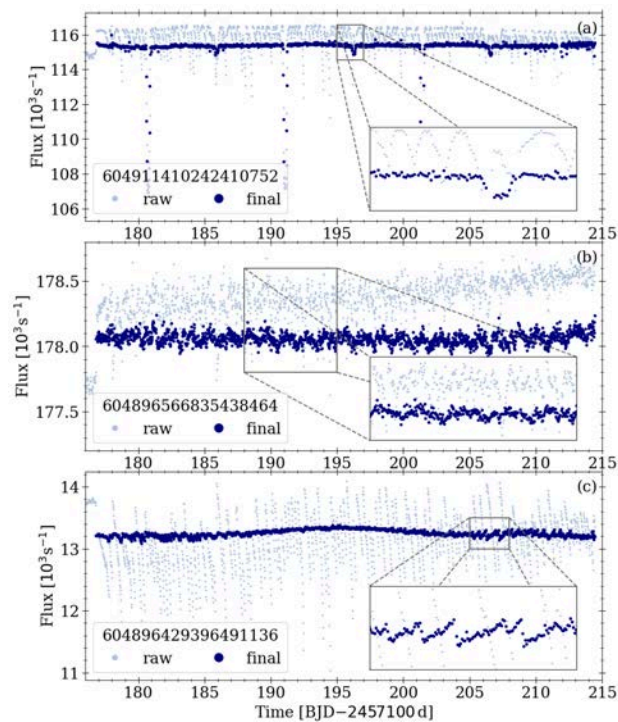 (a)
116
114
112
110
108
106
Flux [10³s⁻¹]
6049114102424410752
raw final
180 185 190 195 200 205 210 215
(b)
178.5
178.0
177.5
Flux [10³s⁻¹]
6048965668354​38464
raw final
180 185 190 195 200 205 210 215
(c)
14
13
12
11
Flux [10³s⁻¹]
604896429396491136
raw final
180 185 190 195 200 205 210 215
Time [BJD−2457100 d]